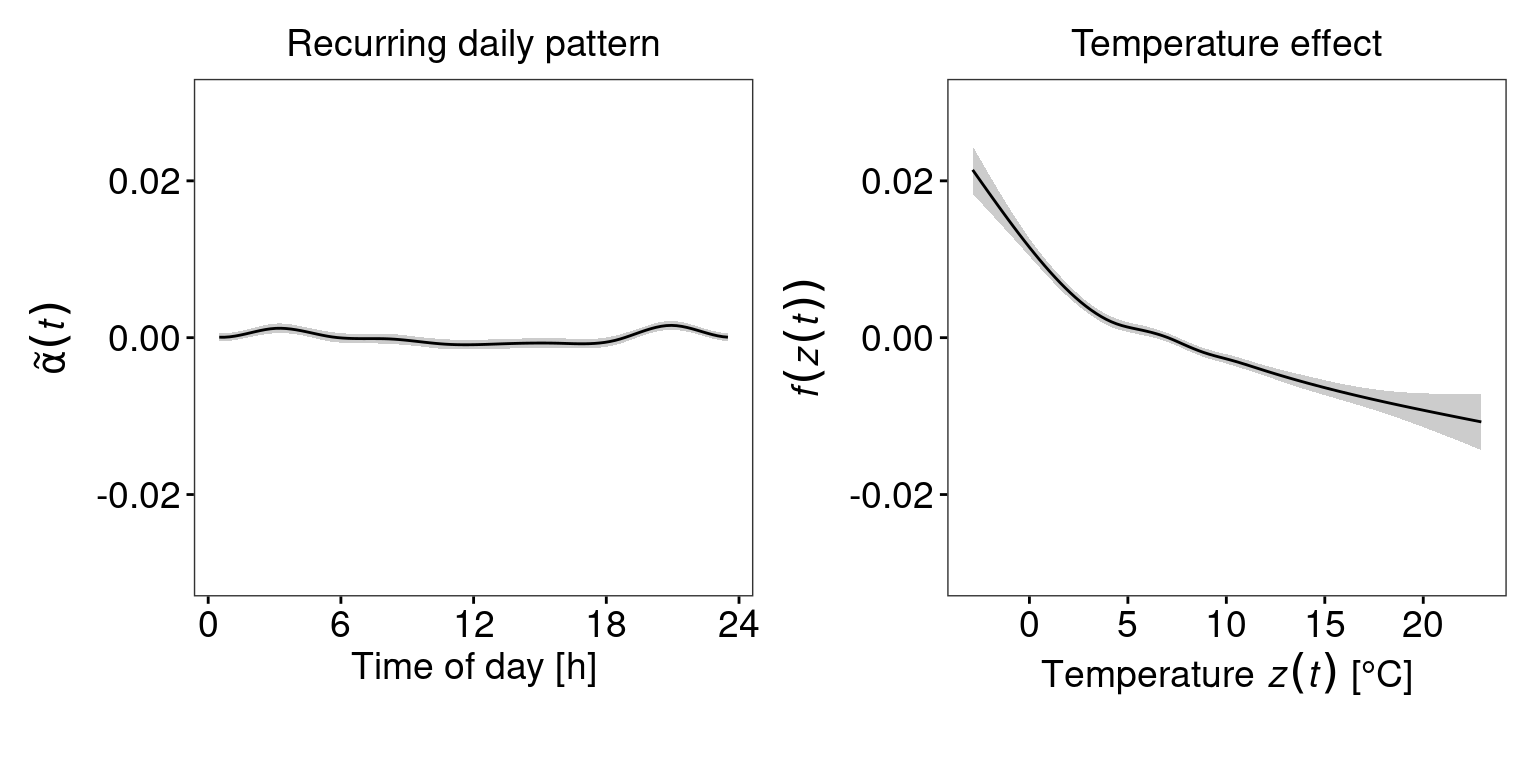 Recurring daily pattern
0.02
0.00
-0.02
α̃(t)
0 6 12 18 24
Time of day [h]
Temperature effect
0.02
0.00
-0.02
f(z(t))
0 5 10 15 20
Temperature z(t) [°C]